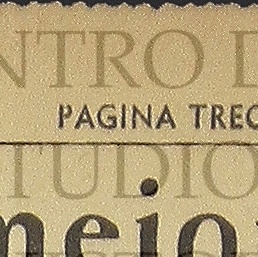 NTRO D
PAGINA TREC
TUDIO
meio